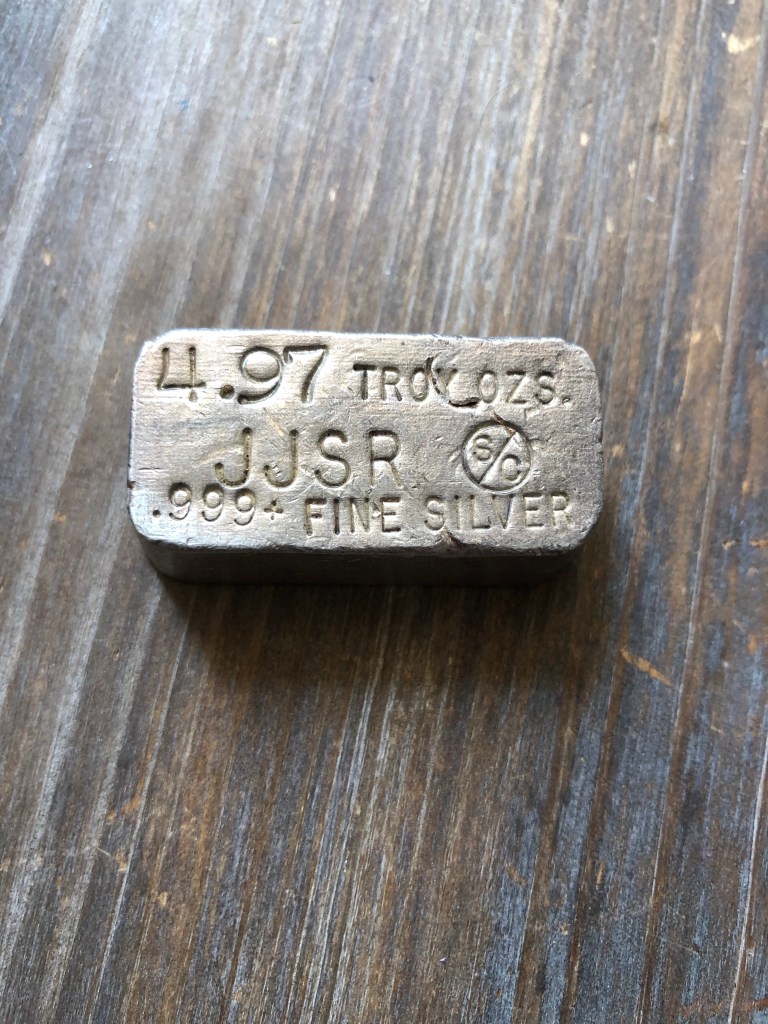 4.97 TROY OZS.
JJSR S/C
.999+ FINE SILVER